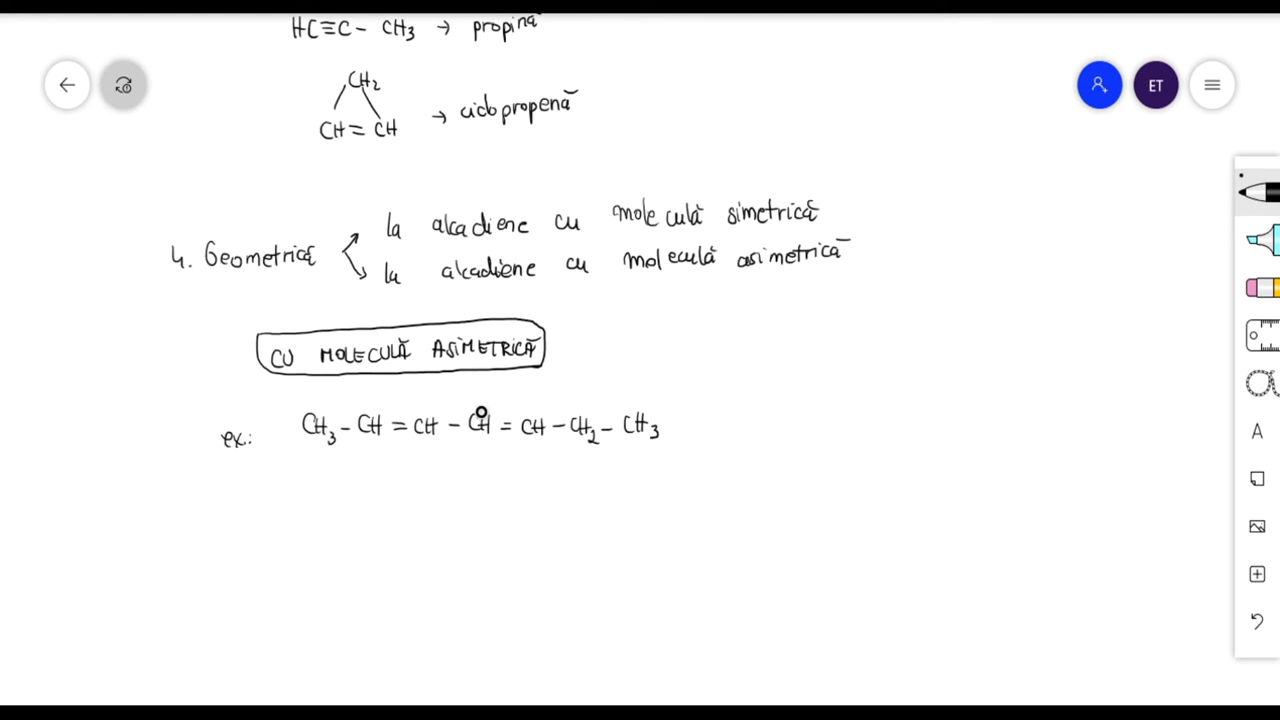 HC≡C - CH3 → propină
CH2
CH = CH → ciclopropenă
ET
4. Geometrică
la alcadiene cu moleculă simetrică
la alcadiene cu moleculă asimetrică
CU MOLECULĂ ASIMETRICĂ
ex.: CH3 - CH = CH - CH = CH - CH2 - CH3
A